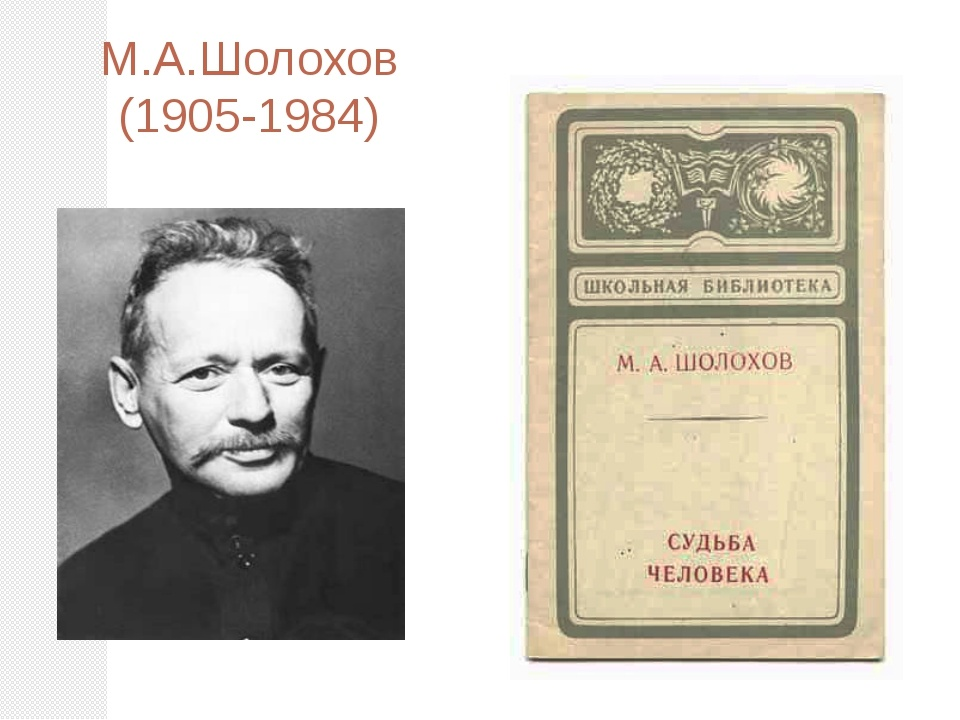 М.А.Шолохов
(1905-1984)
ШКОЛЬНАЯ БИБЛИОТЕКА
М. А. ШОЛОХОВ
СУДЬБА
ЧЕЛОВЕКА